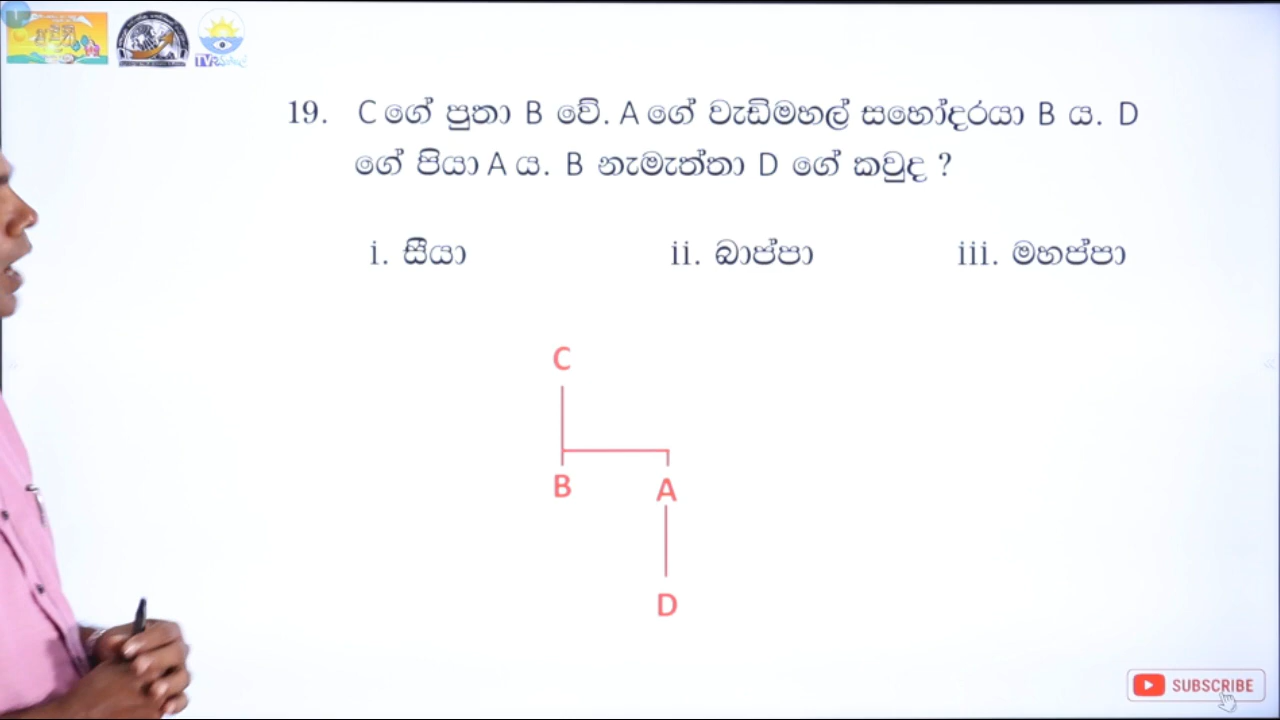 19. C ගේ පුතා B වේ. A ගේ වැඩිමහල් සහෝදරයා B ය. D
ගේ පියා A ය. B නැමැත්තා D ගේ කවුද ?
i. සීයා ii. බාප්පා iii. මහප්පා
C
B A
D
SUBSCRIBE